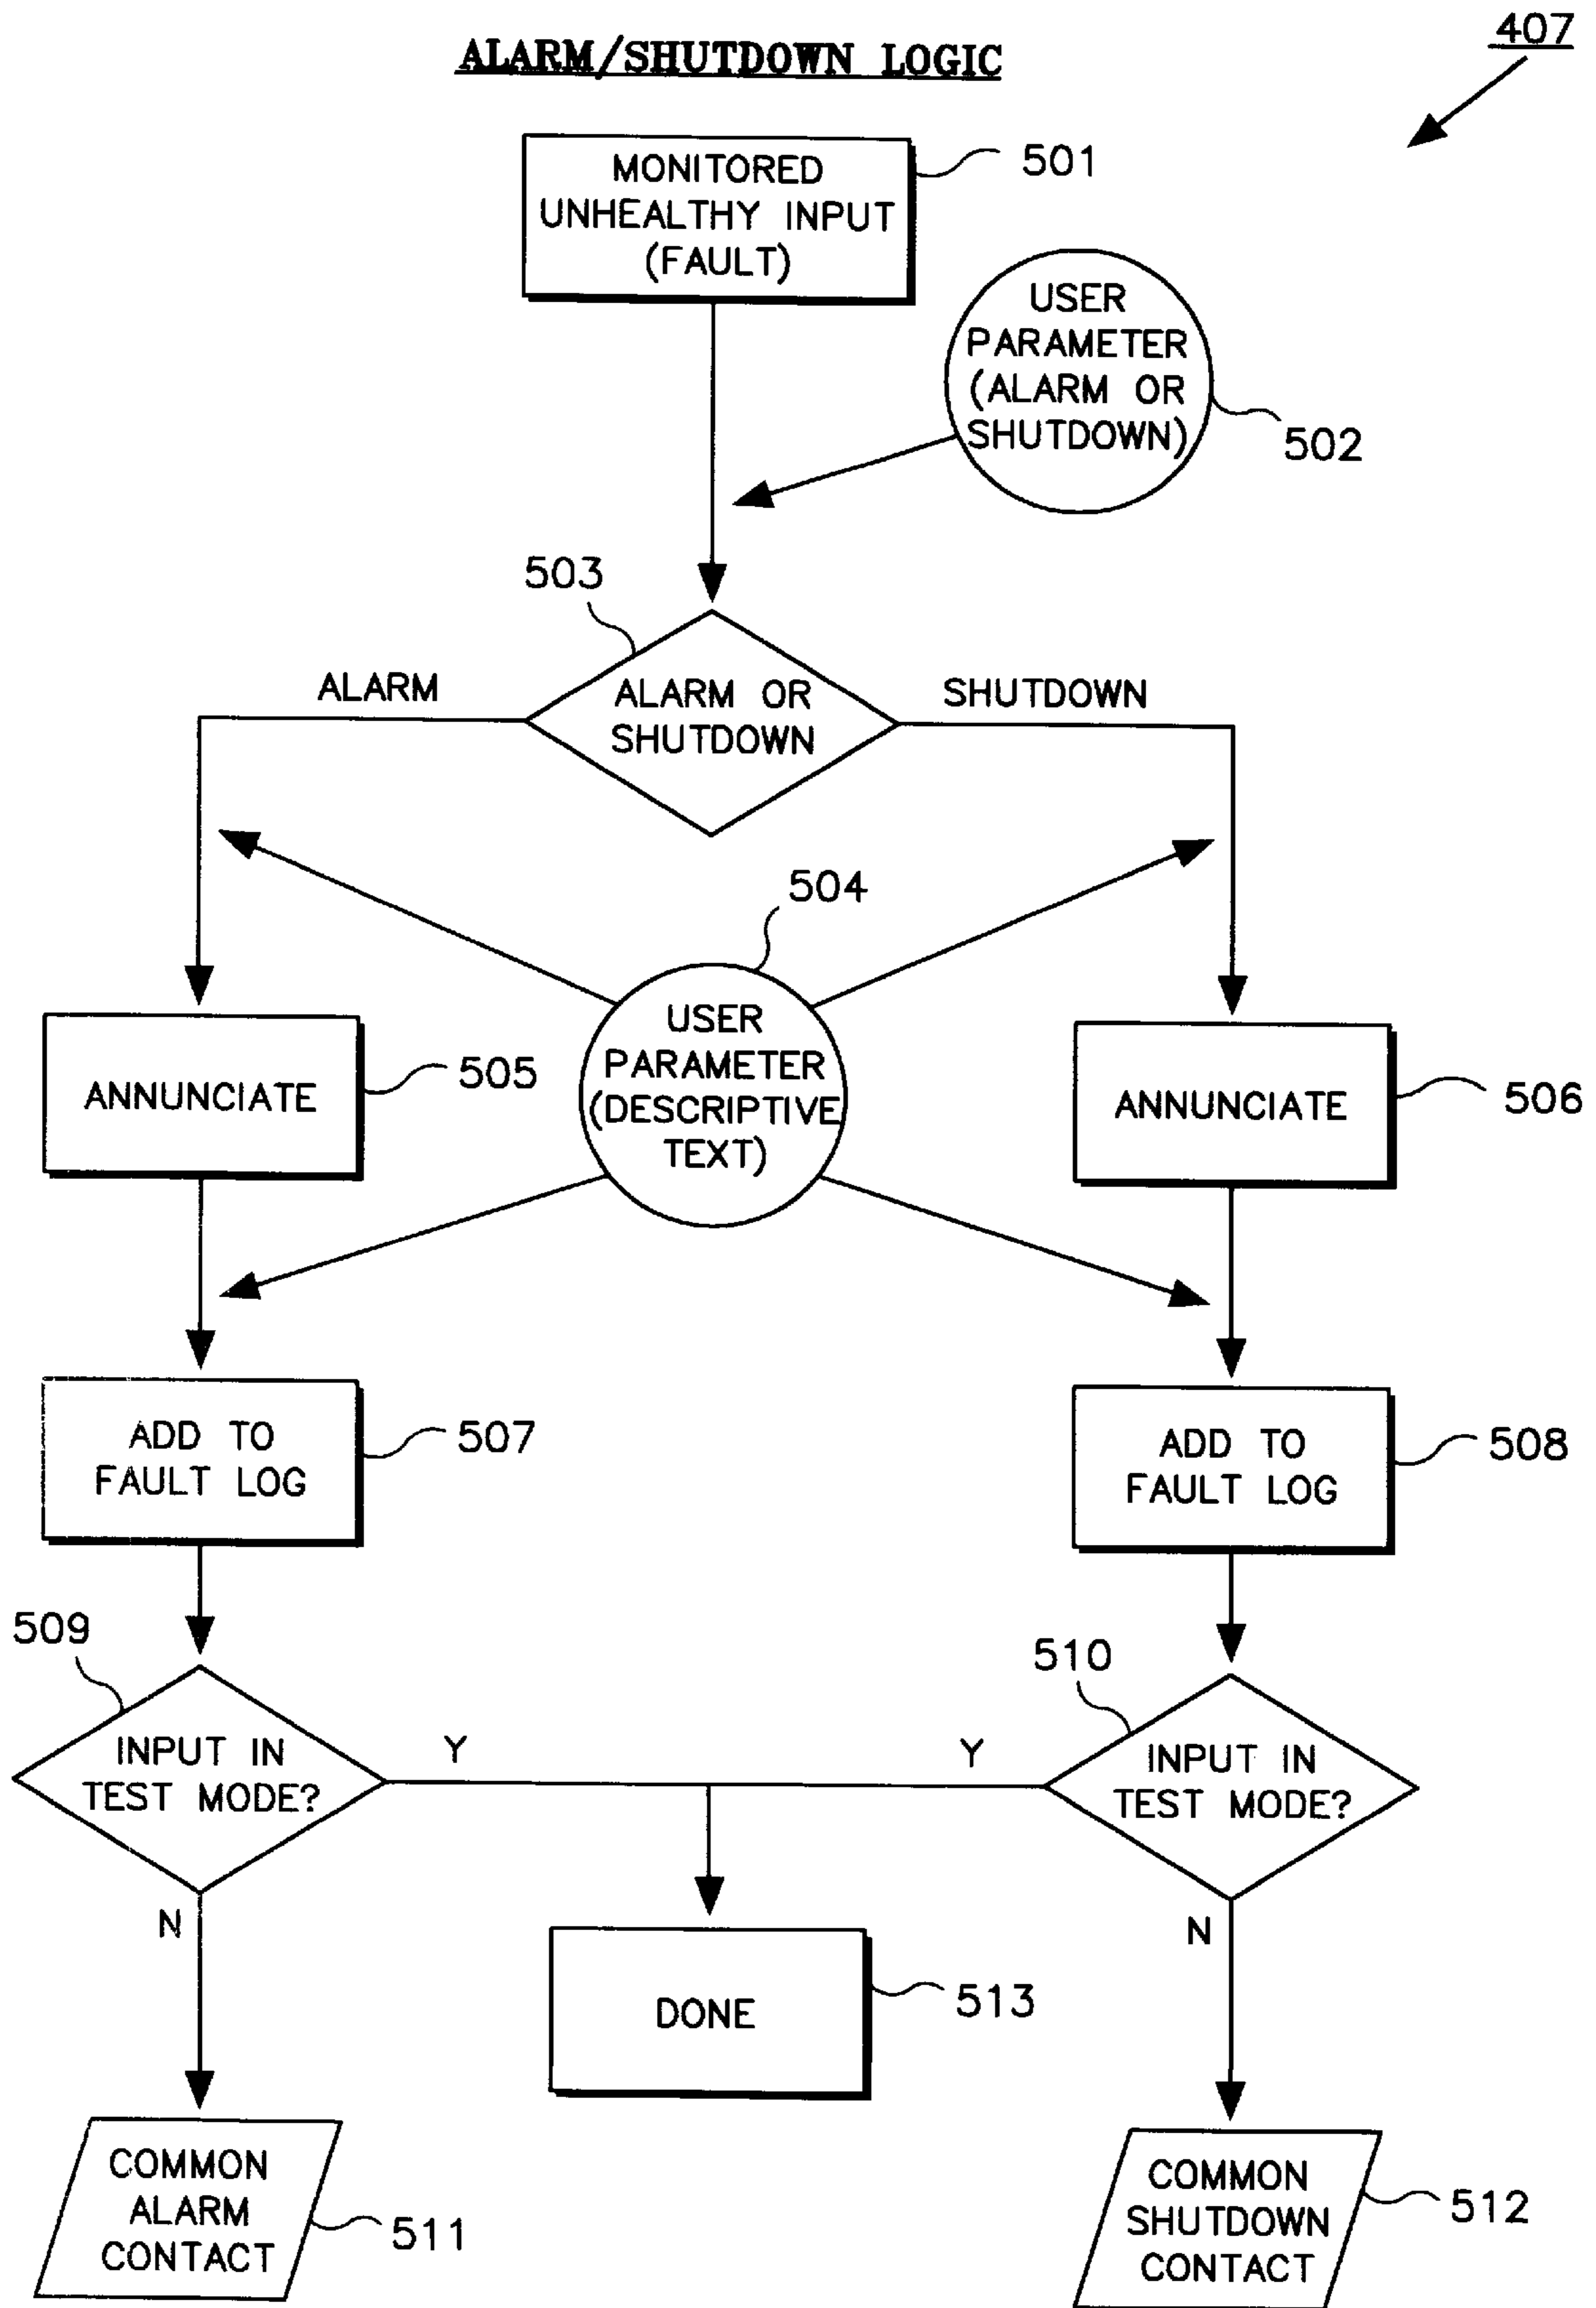 407
ALARM/SHUTDOWN LOGIC
MONITORED
UNHEALTHY INPUT
(FAULT)
501
USER
PARAMETER
(ALARM OR
SHUTDOWN)
502
503
ALARM
ALARM OR
SHUTDOWN
SHUTDOWN
504
USER
PARAMETER
(DESCRIPTIVE
TEXT)
ANNUNCIATE
505
ANNUNCIATE
506
ADD TO
FAULT LOG
507
ADD TO
FAULT LOG
508
509
INPUT IN
TEST MODE?
Y
N
510
INPUT IN
TEST MODE?
Y
N
DONE
513
COMMON
ALARM
CONTACT
511
COMMON
SHUTDOWN
CONTACT
512